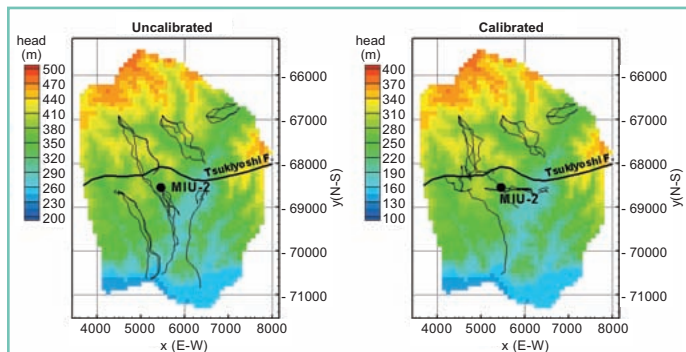 Uncalibrated
head
(m)
500
470
440
410
380
350
320
290
260
230
200
Tsukiyoshi F.
MIU-2
- 66000
- 67000
- 68000
- 69000
- 70000
- 71000
y(N-S)
4000 5000 6000 7000 8000
x (E-W)
Calibrated
head
(m)
400
370
340
310
280
250
220
190
160
130
100
Tsukiyoshi F.
MIU-2
- 66000
- 67000
- 68000
- 69000
- 70000
- 71000
y(N-S)
4000 5000 6000 7000 8000
x (E-W)